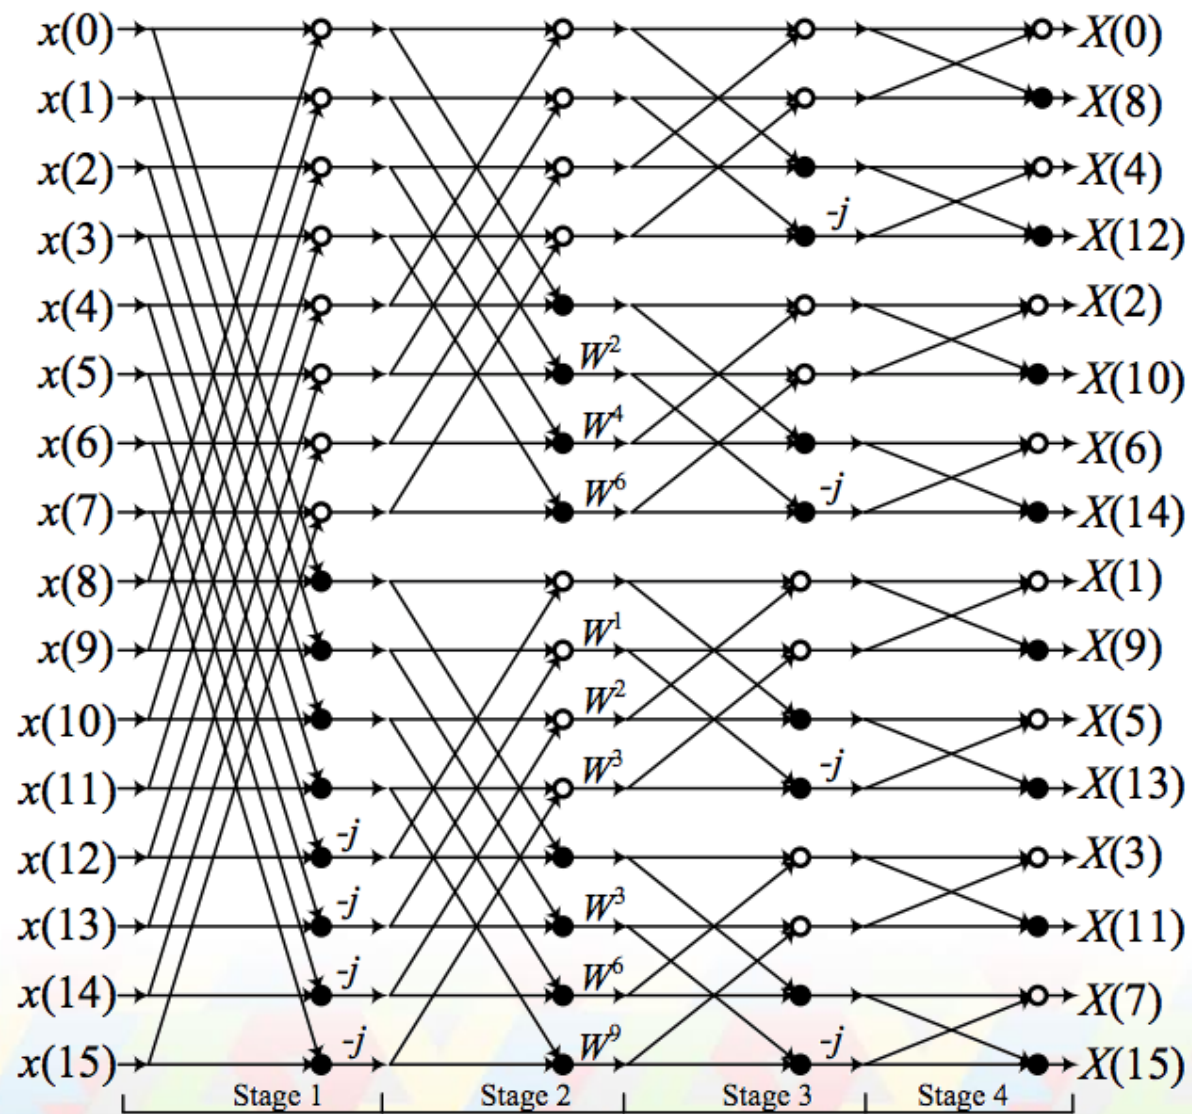 x(0) X(0)
x(1) X(8)
x(2) X(4)
x(3) -j X(12)
x(4) X(2)
x(5) W² X(10)
x(6) W⁴ X(6)
x(7) W⁶ -j X(14)
x(8) X(1)
x(9) W¹ X(9)
x(10) W² X(5)
x(11) W³ -j X(13)
x(12) -j X(3)
x(13) -j W³ X(11)
x(14) -j W⁶ X(7)
x(15) -j W⁹ -j X(15)
Stage 1 Stage 2 Stage 3 Stage 4